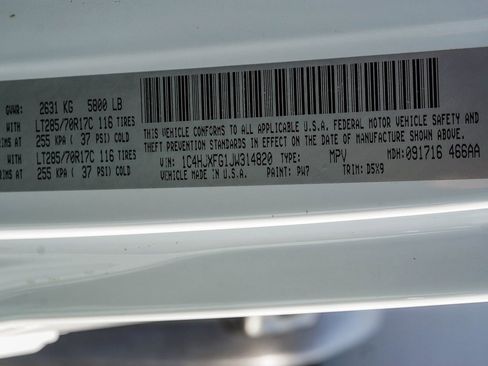 GVWR: 2631 KG 5800 LB
WITH LT285/70R17C 116 TIRES
RIMS AT 255 KPA ( 37 PSI) COLD
WITH LT285/70R17C 116 TIRES
RIMS AT 255 KPA ( 37 PSI) COLD
THIS VEHICLE CONFORMS TO ALL APPLICABLE U.S.A. FEDERAL MOTOR VEHICLE SAFETY AND
THEFT PREVENTION STANDARDS IN EFFECT ON THE DATE OF MANUFACTURE SHOWN ABOVE.
VIN: 1C4HJXFG1JW314820 TYPE: MPV MDH: 091716 466AA
VEHICLE MADE IN U.S.A. PAINT: PW7 TRIM: D5X9